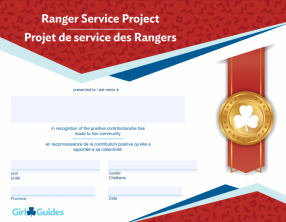 Ranger Service Project
Projet de service des Rangers
presented to / est remis à
in recognition of the positive contribution she has
made to her community.
en reconnaissance de la contribution positive qu'elle a
apportée à sa collectivité.
Unit
Unité
Guider
Cheftaine
Province
Date
Girl Guides